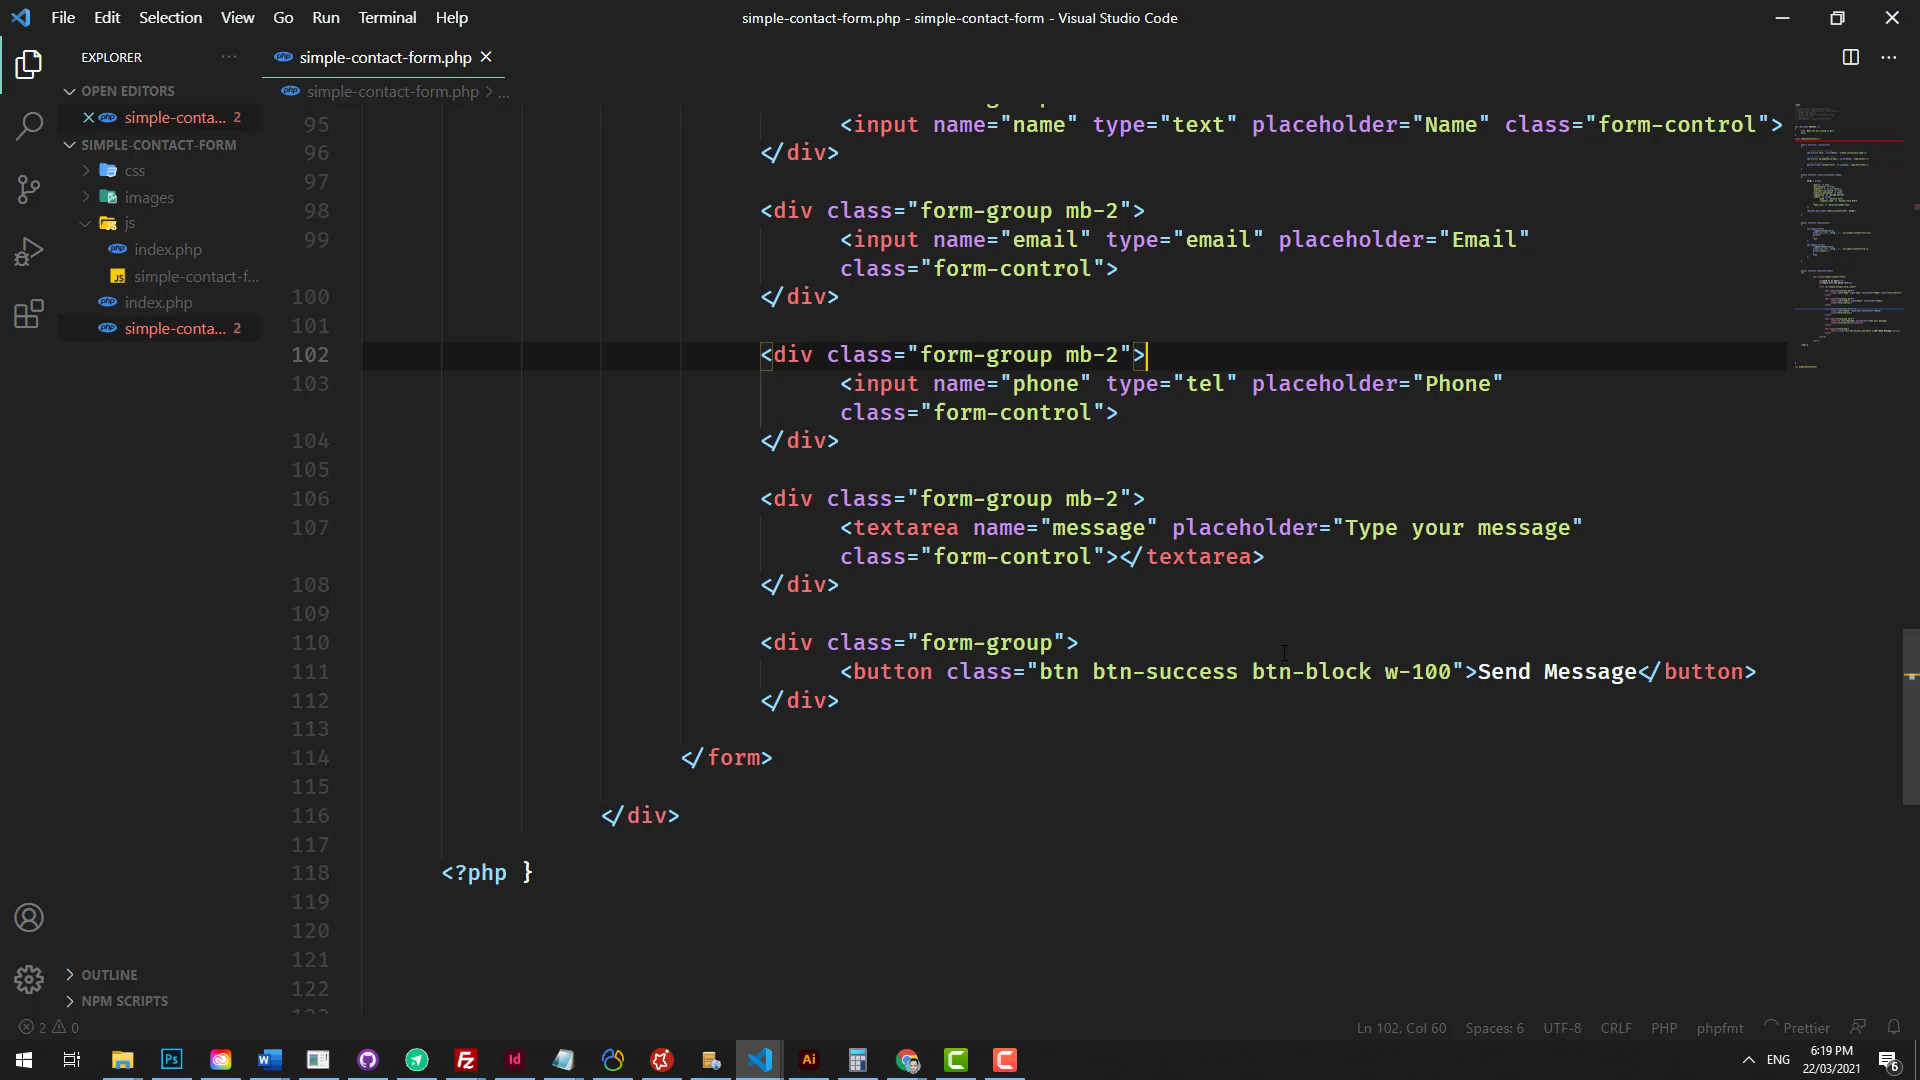 File Edit Selection View Go Run Terminal Help
simple-contact-form.php - simple-contact-form - Visual Studio Code
EXPLORER
OPEN EDITORS
simple-conta... 2
SIMPLE-CONTACT-FORM
css
images
js
index.php
JS simple-contact-f...
index.php
simple-conta... 2
OUTLINE
NPM SCRIPTS
simple-contact-form.php
simple-contact-form.php > ...
95 <input name="name" type="text" placeholder="Name" class="form-control">
96 </div>
97
98 <div class="form-group mb-2">
99 <input name="email" type="email" placeholder="Email"
class="form-control">
100 </div>
101
102 <div class="form-group mb-2">
103 <input name="phone" type="tel" placeholder="Phone"
class="form-control">
104 </div>
105
106 <div class="form-group mb-2">
107 <textarea name="message" placeholder="Type your message"
class="form-control"></textarea>
108 </div>
109
110 <div class="form-group">
111 <button class="btn btn-success btn-block w-100">Send Message</button>
112 </div>
113
114 </form>
115
116 </div>
117
118 <?php }
119
120
121
122
2 0
Ln 102, Col 60 Spaces: 6 UTF-8 CRLF PHP phpfmt Prettier
Ps
W
Fz
Id
Ai
C
C
ENG
6:19 PM
22/03/2021
6